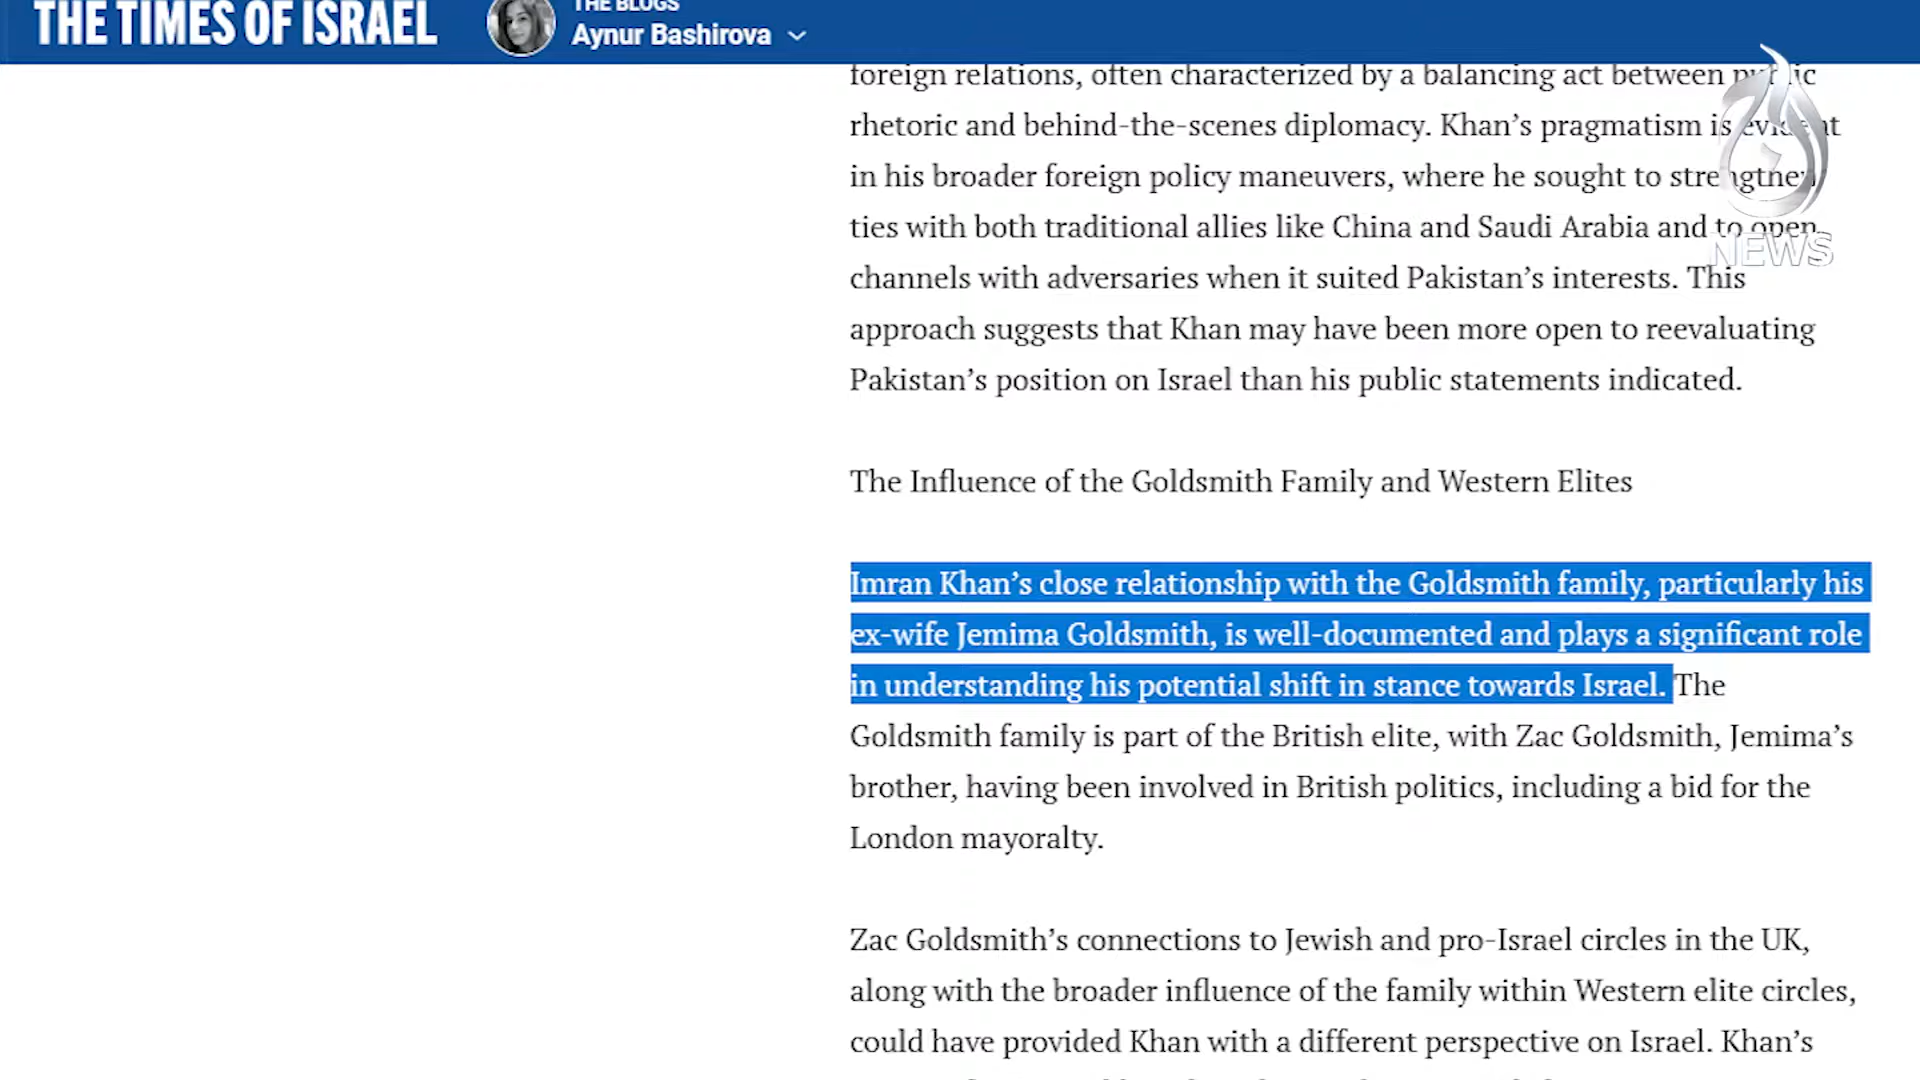 THE TIMES OF ISRAEL
THE BLOGS
Aynur Bashirova
foreign relations, often characterized by a balancing act between public
rhetoric and behind-the-scenes diplomacy. Khan’s pragmatism is evident
in his broader foreign policy maneuvers, where he sought to strengthen
ties with both traditional allies like China and Saudi Arabia and to open
channels with adversaries when it suited Pakistan’s interests. This
approach suggests that Khan may have been more open to reevaluating
Pakistan’s position on Israel than his public statements indicated.
NEWS
The Influence of the Goldsmith Family and Western Elites
Imran Khan’s close relationship with the Goldsmith family, particularly his
ex-wife Jemima Goldsmith, is well-documented and plays a significant role
in understanding his potential shift in stance towards Israel. The
Goldsmith family is part of the British elite, with Zac Goldsmith, Jemima’s
brother, having been involved in British politics, including a bid for the
London mayoralty.
Zac Goldsmith’s connections to Jewish and pro-Israel circles in the UK,
along with the broader influence of the family within Western elite circles,
could have provided Khan with a different perspective on Israel. Khan’s